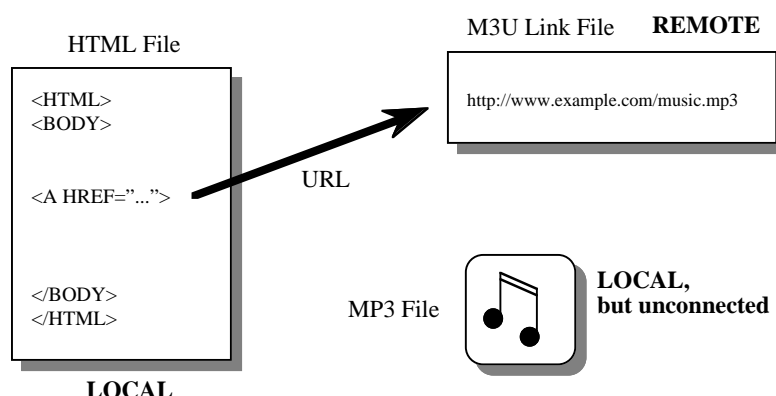 HTML File
<HTML>
<BODY>
<A HREF=”...”>
</BODY>
</HTML>
LOCAL
URL
M3U Link File REMOTE
http://www.example.com/music.mp3
MP3 File
LOCAL,
but unconnected